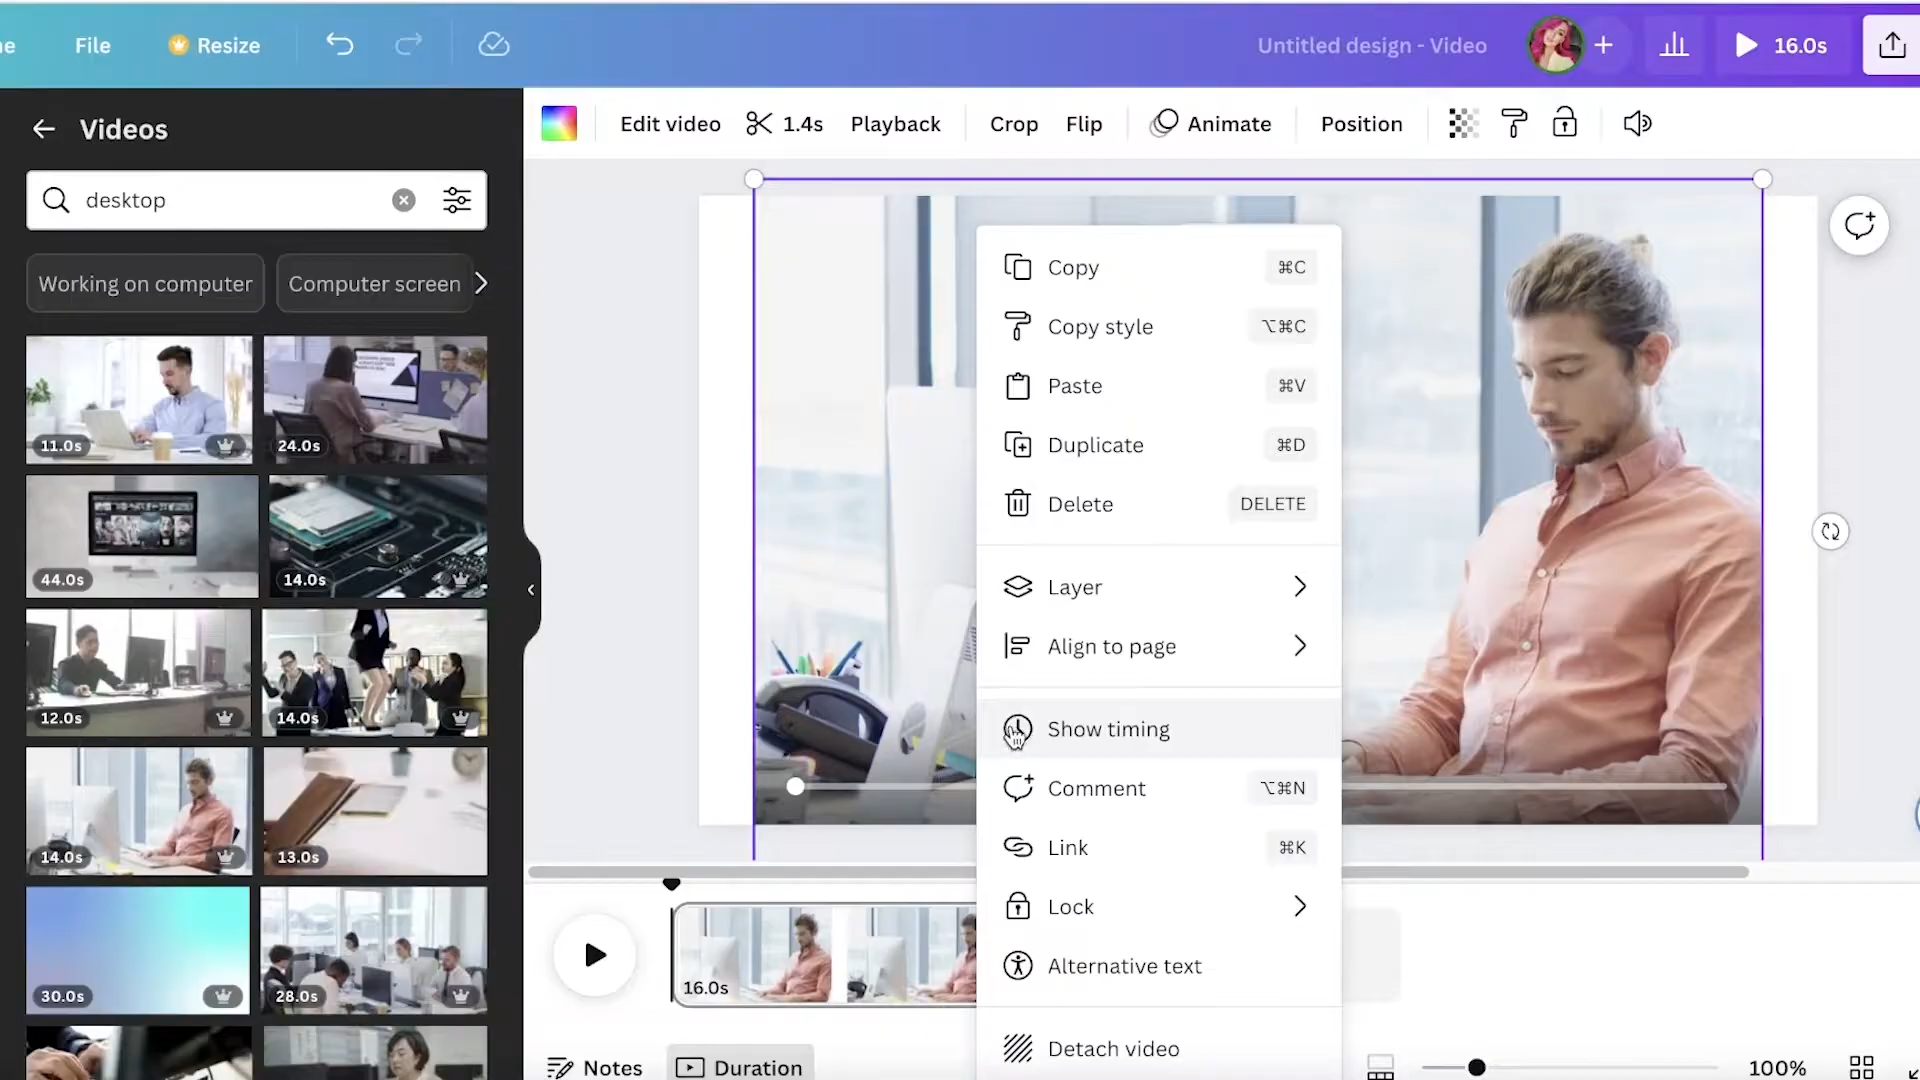 ne File Resize Untitled design - Video + 16.0s
Videos
Edit video 1.4s Playback Crop Flip Animate Position
desktop
Working on computer Computer screen
11.0s 24.0s
44.0s 14.0s
12.0s 14.0s
14.0s 13.0s
30.0s 28.0s
Copy ⌘C
Copy style ⌥⌘C
Paste ⌘V
Duplicate ⌘D
Delete DELETE
Layer
Align to page
Show timing
Comment ⌥⌘N
Link ⌘K
Lock
Alternative text
Detach video
16.0s
Notes Duration 100%